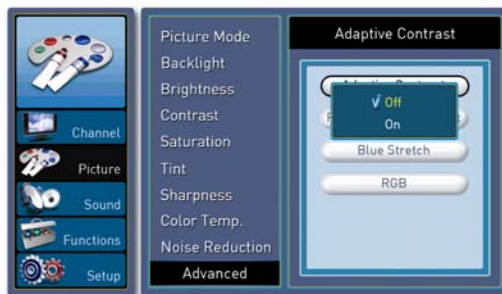 Channel
Picture
Sound
Functions
Setup
Picture Mode
Backlight
Brightness
Contrast
Saturation
Tint
Sharpness
Color Temp.
Noise Reduction
Advanced
Adaptive Contrast
Off
On
Blue Stretch
RGB